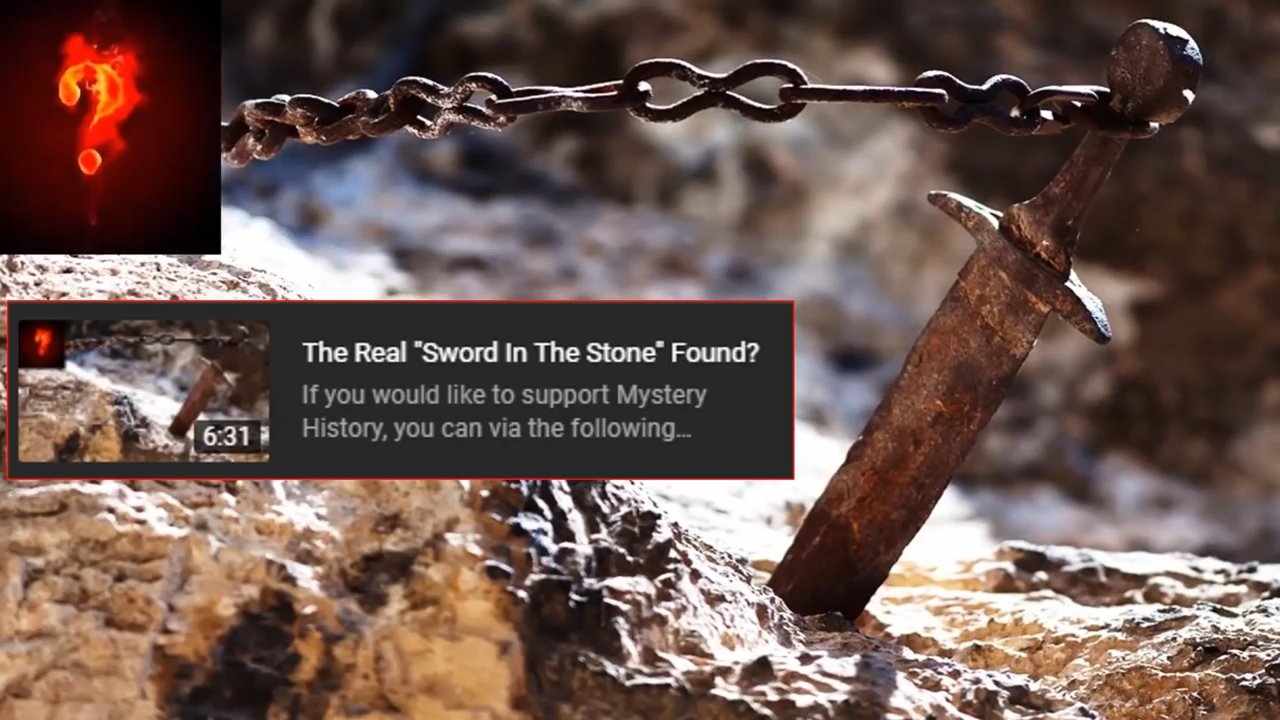 The Real "Sword In The Stone" Found?
If you would like to support Mystery
History, you can via the following...
6:31